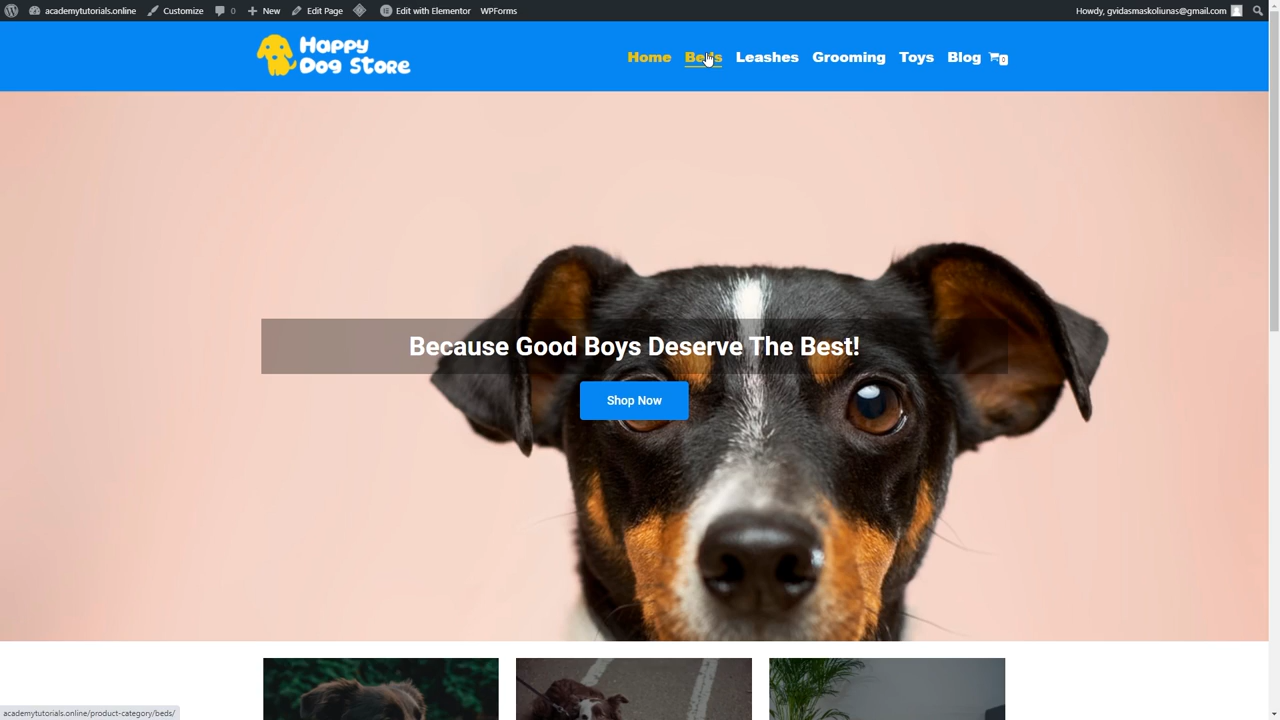 academytutorials.online
Customize
0
New
Edit Page
Edit with Elementor
WPForms
Howdy, gvidasmaskoliunas@gmail.com
Happy
Dog Store
Home
Beds
Leashes
Grooming
Toys
Blog
0
Because Good Boys Deserve The Best!
Shop Now
academytutorials.online/product-category/beds/